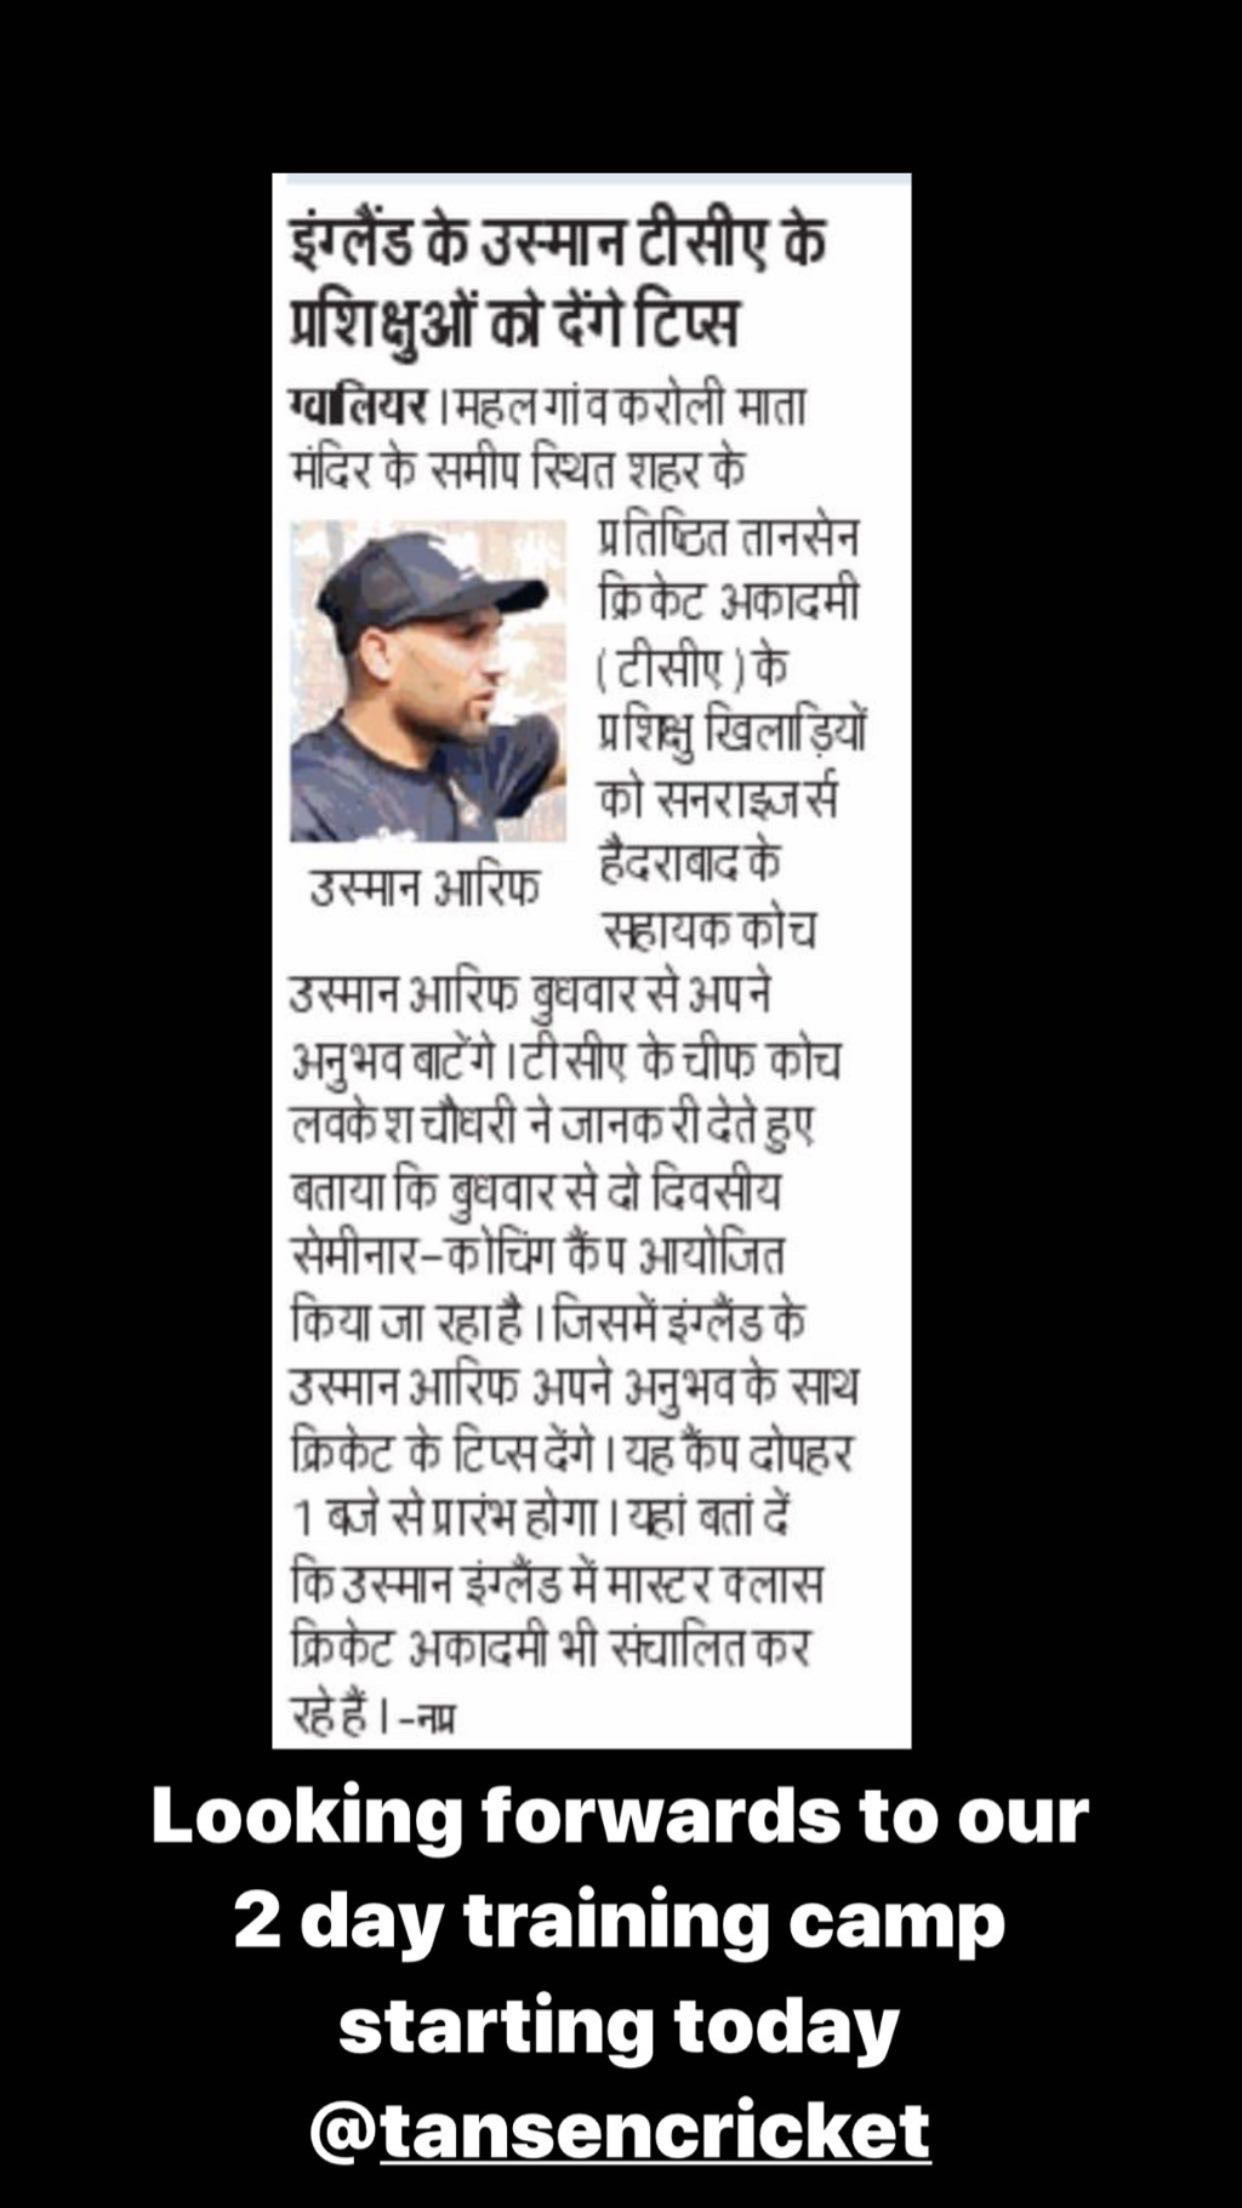 इंग्लैंड के उस्मान टीसीए के
प्रशिक्षुओं को देंगे टिप्स
ग्वालियर । महल गांव करोली माता
मंदिर के समीप स्थित शहर के
प्रतिष्ठित तानसेन
क्रिकेट अकादमी
( टीसीए ) के
प्रशिक्षु खिलाड़ियों
को सनराइजर्स
हैदराबाद के
सहायक कोच
उस्मान आरिफ
उस्मान आरिफ बुधवार से अपने
अनुभव बाटेंगे । टीसीए के चीफ कोच
लवकेश चौधरी ने जानकरी देते हुए
बताया कि बुधवार से दो दिवसीय
सेमीनार-कोचिंग कैंप आयोजित
किया जा रहा है । जिसमें इंग्लैंड के
उस्मान आरिफ अपने अनुभव के साथ
क्रिकेट के टिप्स देंगे । यह कैंप दोपहर
1 बजे से प्रारंभ होगा । यहां बतां दें
कि उस्मान इंग्लैंड में मास्टर क्लास
क्रिकेट अकादमी भी संचालित कर
रहे हैं । -नप्र
Looking forwards to our
2 day training camp
starting today
@tansencricket